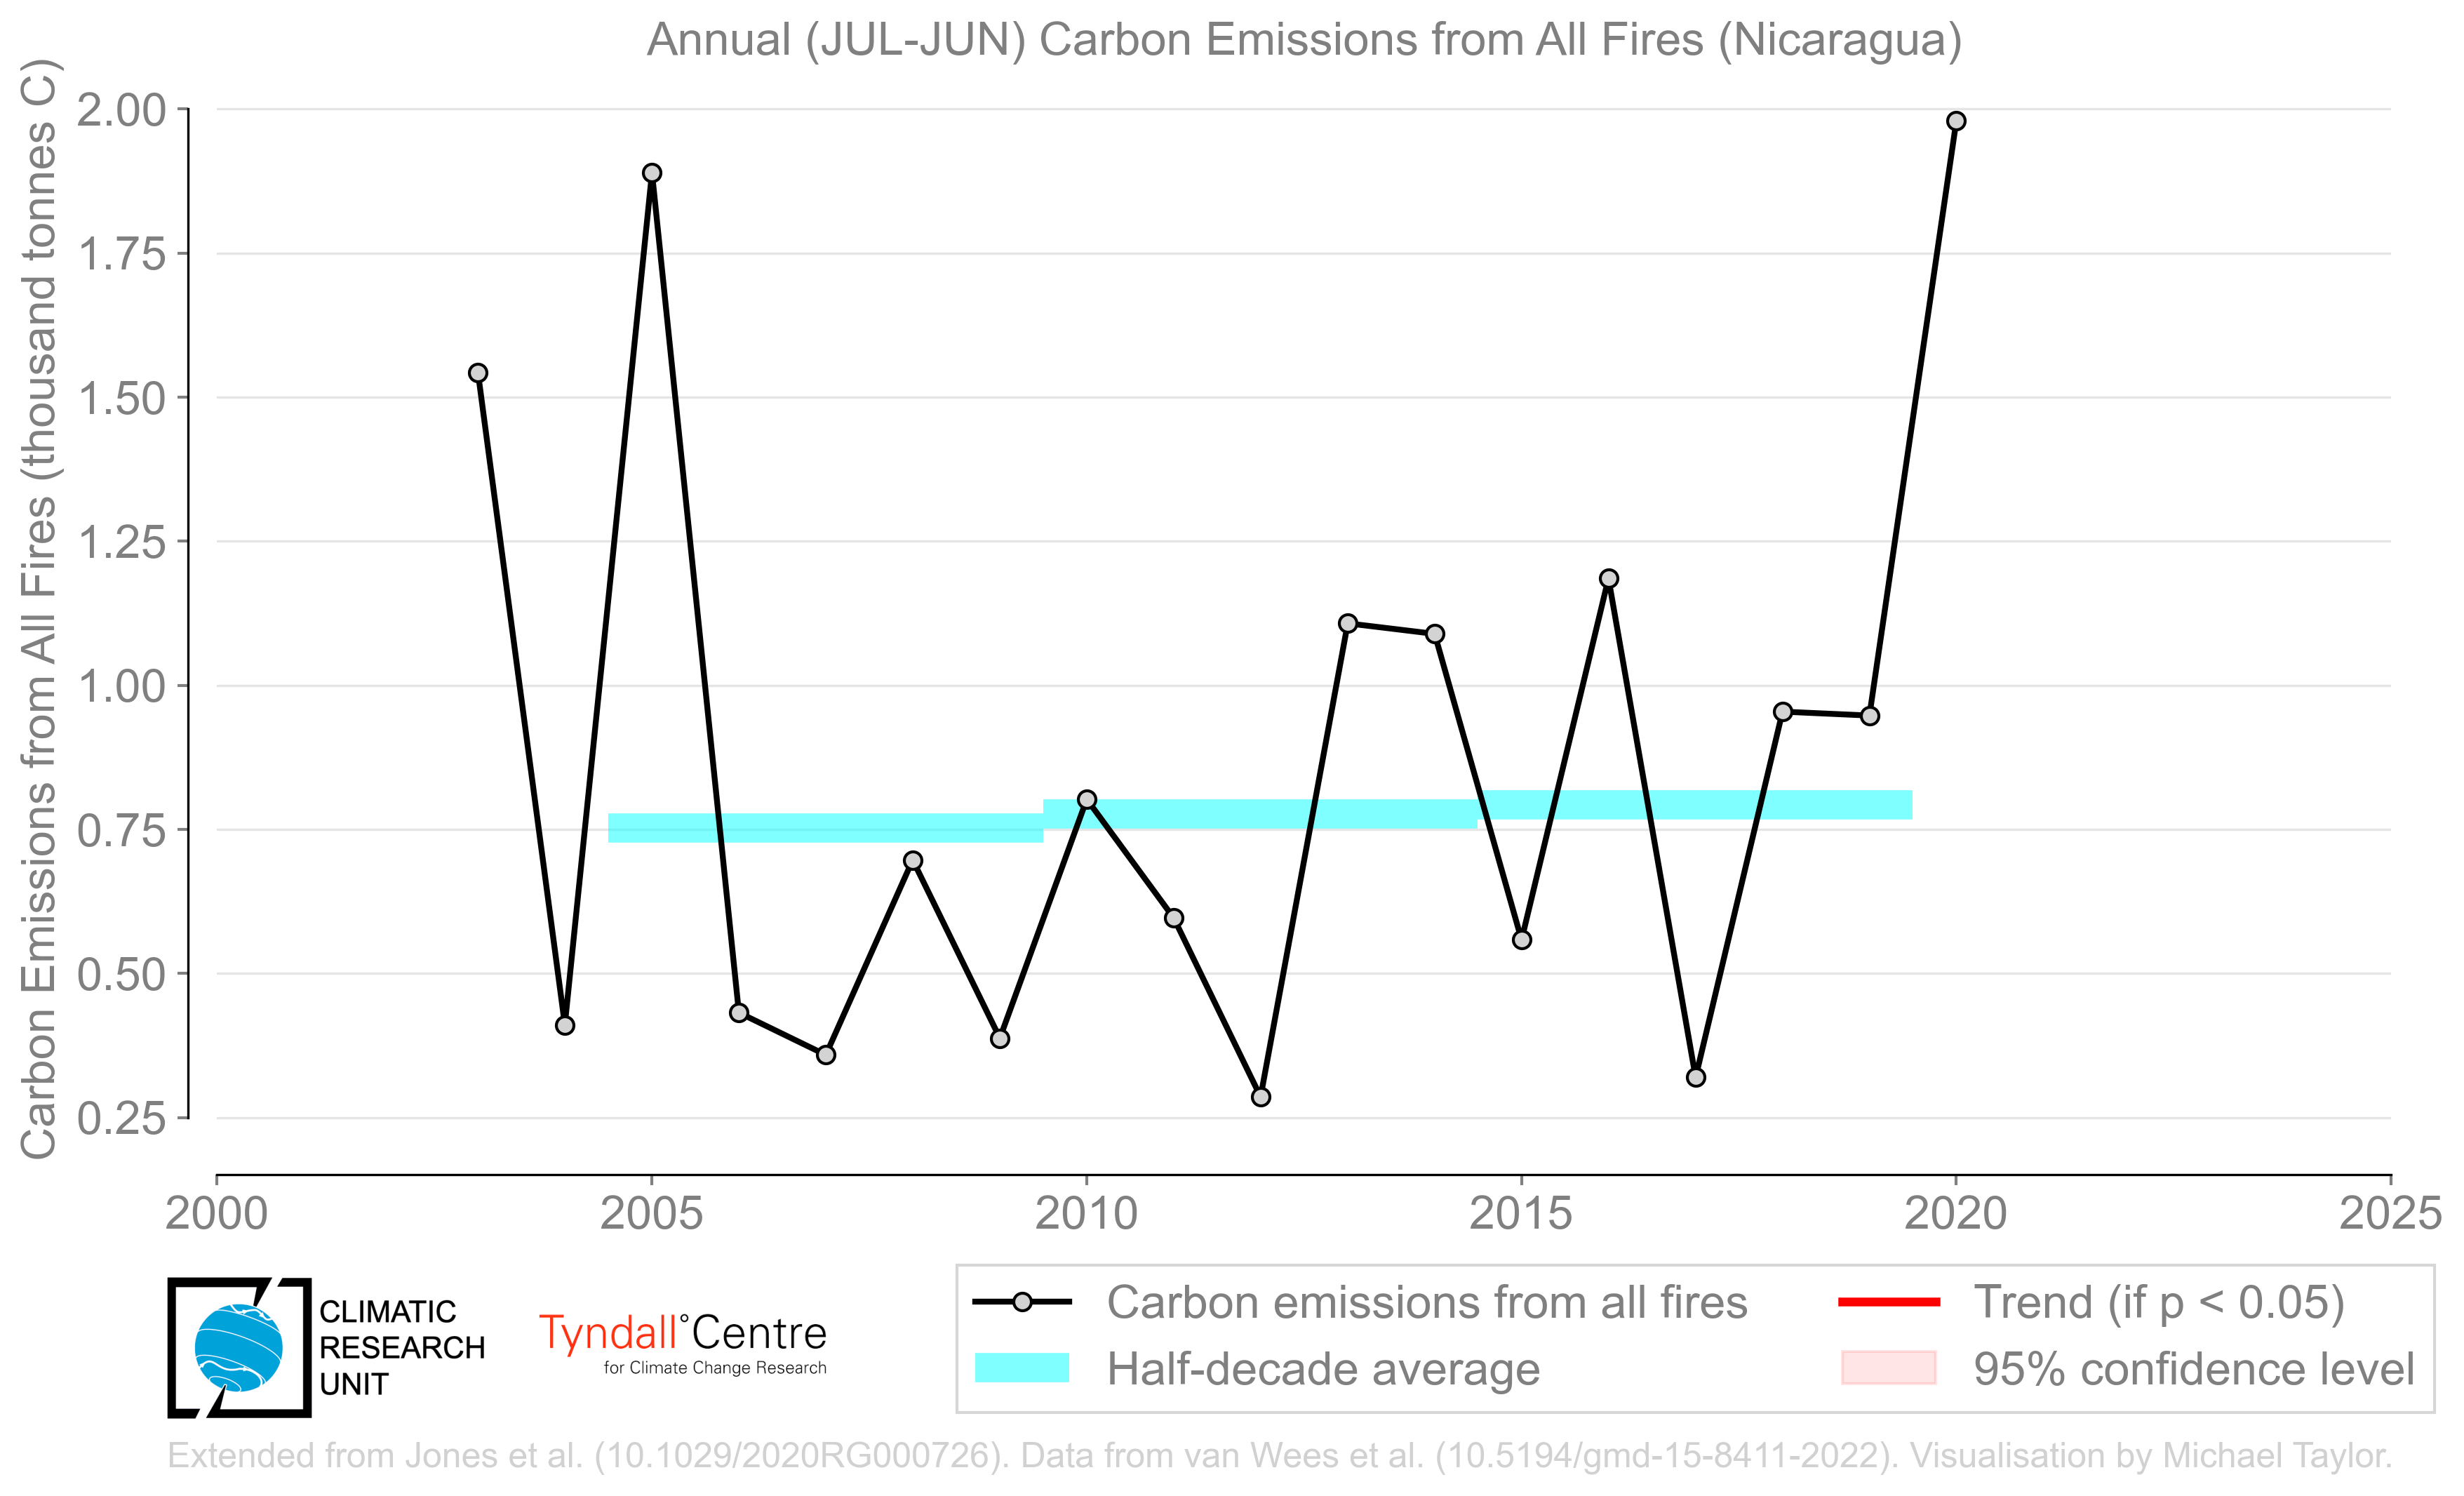 Annual (JUL-JUN) Carbon Emissions from All Fires (Nicaragua)
Carbon Emissions from All Fires (thousand tonnes C)
2.00
1.75
1.50
1.25
1.00
0.75
0.50
0.25
2000 2005 2010 2015 2020 2025
CLIMATIC
RESEARCH
UNIT
Tyndall°Centre
for Climate Change Research
Carbon emissions from all fires
Half-decade average
Trend (if p < 0.05)
95% confidence level
Extended from Jones et al. (10.1029/2020RG000726). Data from van Wees et al. (10.5194/gmd-15-8411-2022). Visualisation by Michael Taylor.